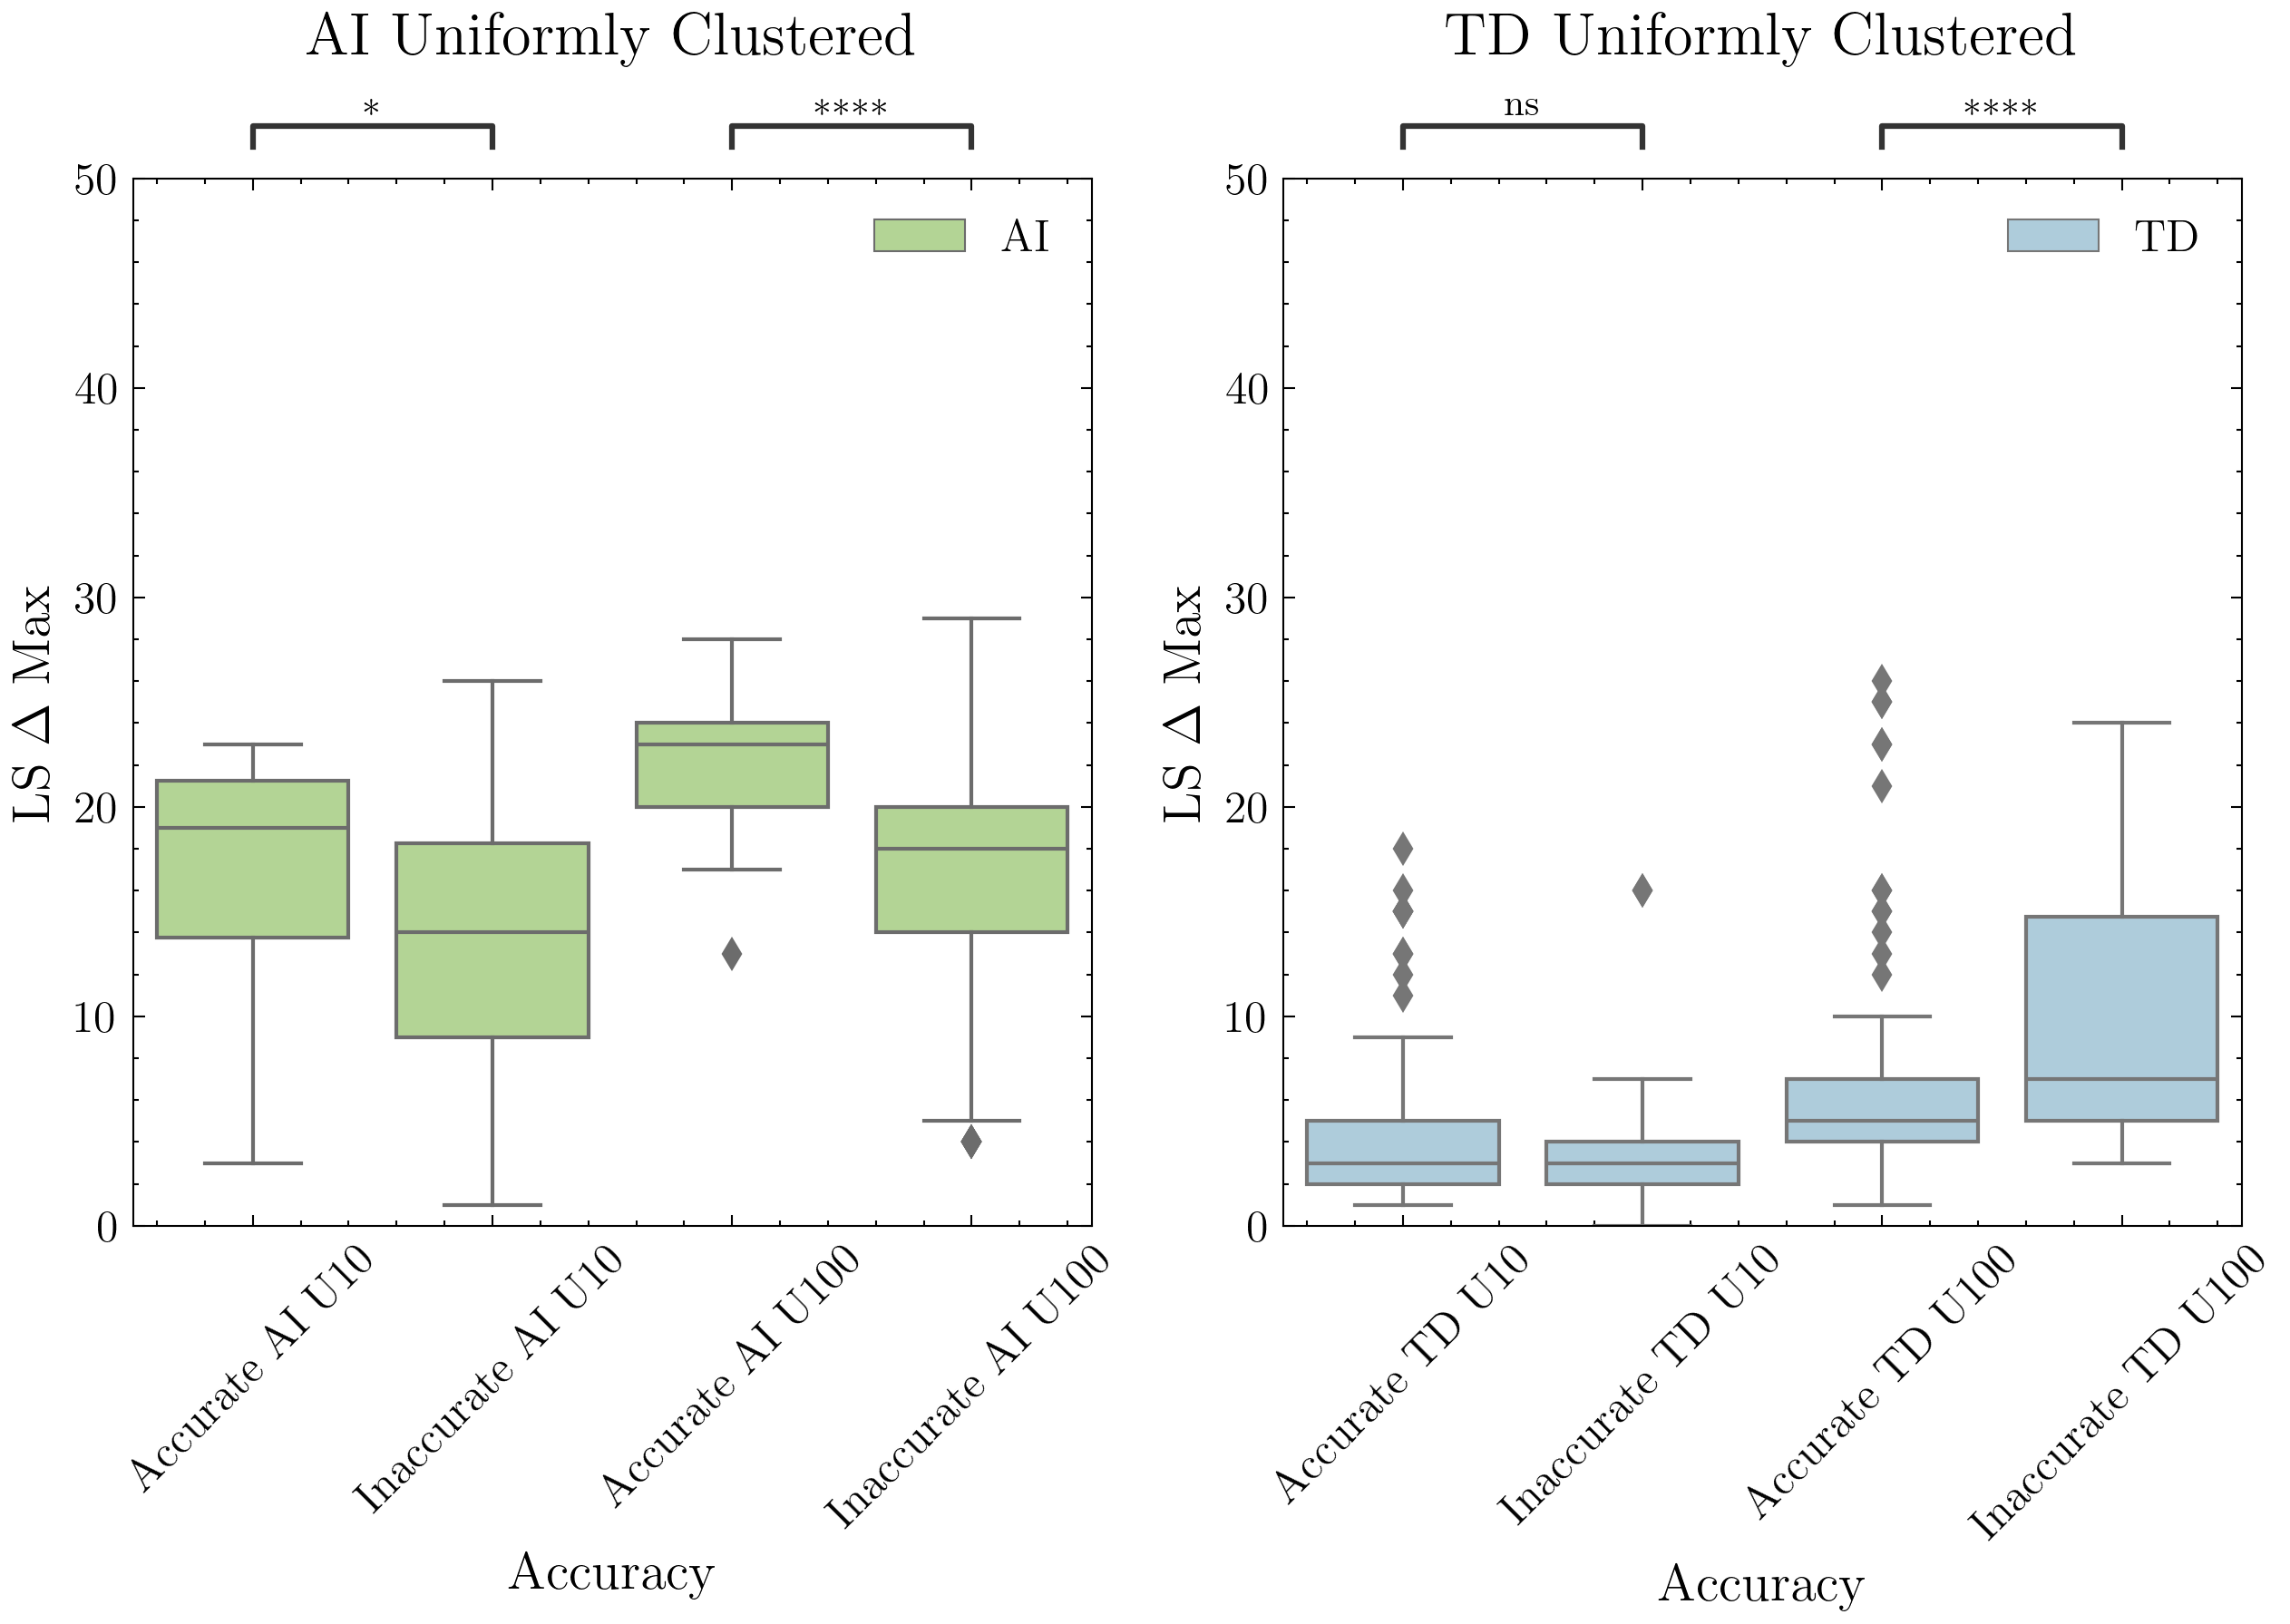 AI Uniformly Clustered
* ****
50
40
30
20
10
0
LS Δ Max
AI
Accurate AI U10
Inaccurate AI U10
Accurate AI U100
Inaccurate AI U100
Accuracy
TD Uniformly Clustered
ns ****
50
40
30
20
10
0
LS Δ Max
TD
Accurate TD U10
Inaccurate TD U10
Accurate TD U100
Inaccurate TD U100
Accuracy